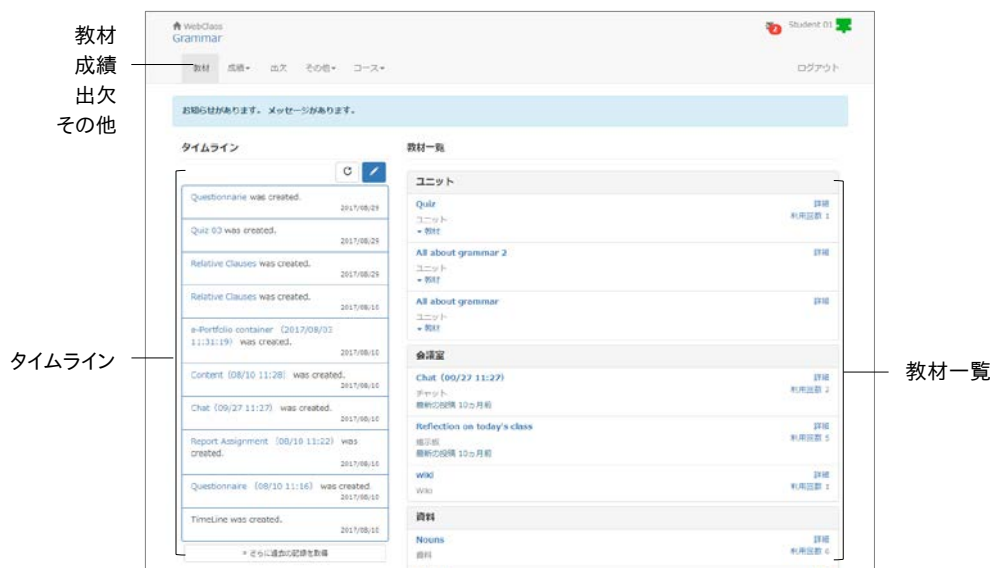 教材
成績
出欠
その他
タイムライン
教材一覧
WebClass
Grammar
2
Student 01
教材 成績 出欠 その他 コース
ログアウト
お知らせがあります。 メッセージがあります。
タイムライン
Questionnarie was created.
2017/08/29
Quiz 03 was created.
2017/08/29
Relative Clauses was created.
2017/08/29
Relative Clauses was created.
2017/08/10
e-Portfolio container (2017/08/03
11:31:19) was created.
2017/08/10
Content (08/10 11:28) was created.
2017/08/10
Chat (09/27 11:27) was created.
2017/08/10
Report Assignment (08/10 11:22) was
created.
2017/08/10
Questionnaire (08/10 11:16) was created.
2017/08/10
TimeLine was created.
2017/08/10
» さらに過去の記録を取得
教材一覧
ユニット
Quiz 詳細
ユニット 利用回数 1
教材
All about grammar 2 詳細
ユニット
教材
All about grammar 詳細
ユニット
教材
会議室
Chat (09/27 11:27) 詳細
チャット 利用回数 2
最新の投稿 10ヵ月前
Reflection on today's class 詳細
掲示板 利用回数 5
最新の投稿 10ヵ月前
wiki 詳細
Wiki 利用回数 1
資料
Nouns 詳細
資料 利用回数 6